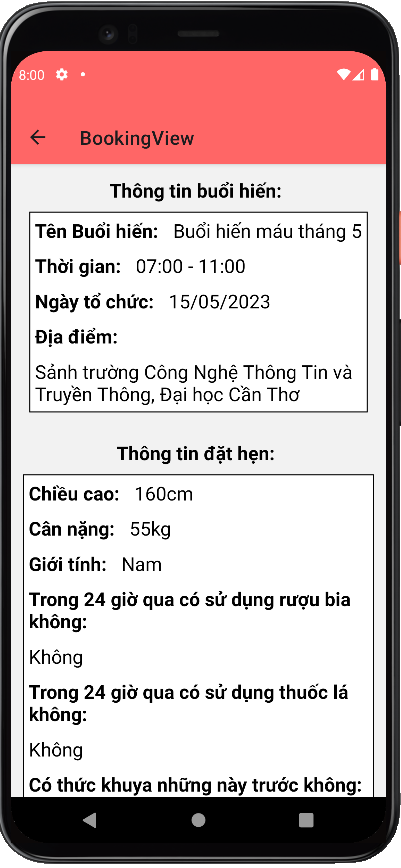 8:00
BookingView
Thông tin buổi hiến:
Tên Buổi hiến: Buổi hiến máu tháng 5
Thời gian: 07:00 - 11:00
Ngày tổ chức: 15/05/2023
Địa điểm:
Sảnh trường Công Nghệ Thông Tin và
Truyền Thông, Đại học Cần Thơ
Thông tin đặt hẹn:
Chiều cao: 160cm
Cân nặng: 55kg
Giới tính: Nam
Trong 24 giờ qua có sử dụng rượu bia
không:
Không
Trong 24 giờ qua có sử dụng thuốc lá
không:
Không
Có thức khuya những này trước không: